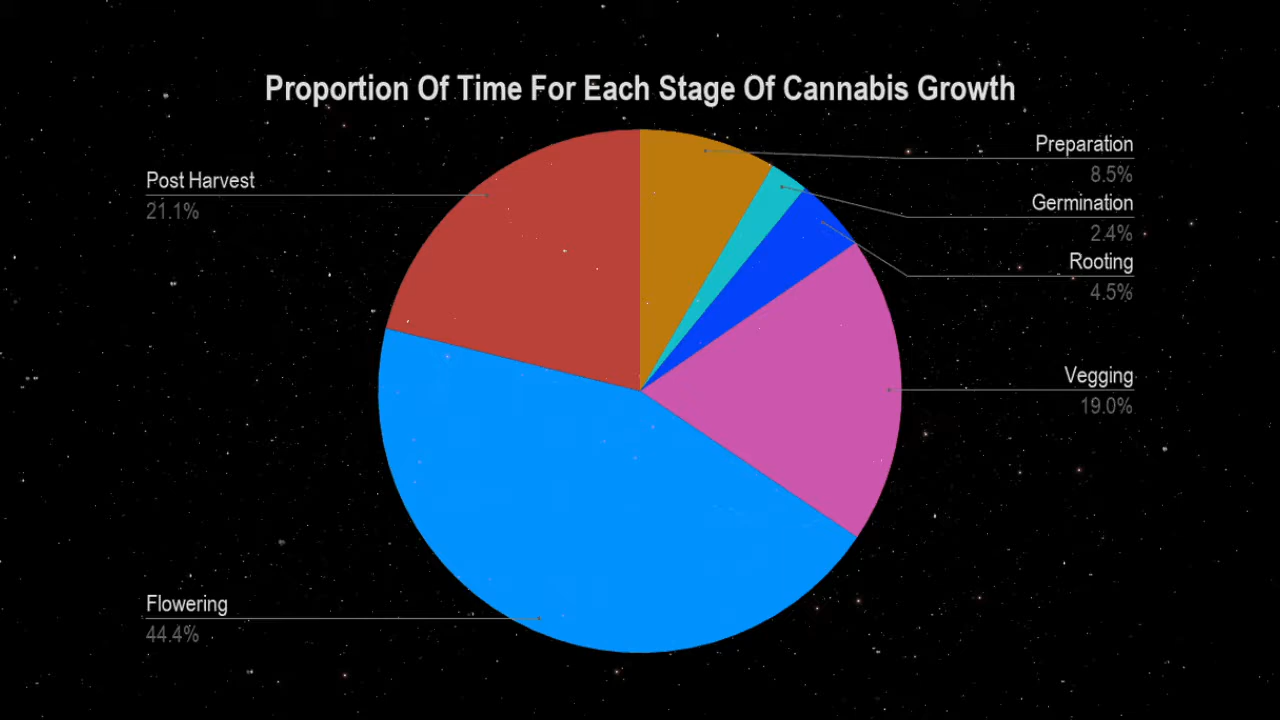 Proportion Of Time For Each Stage Of Cannabis Growth
Preparation
8.5%
Germination
2.4%
Rooting
4.5%
Vegging
19.0%
Flowering
44.4%
Post Harvest
21.1%